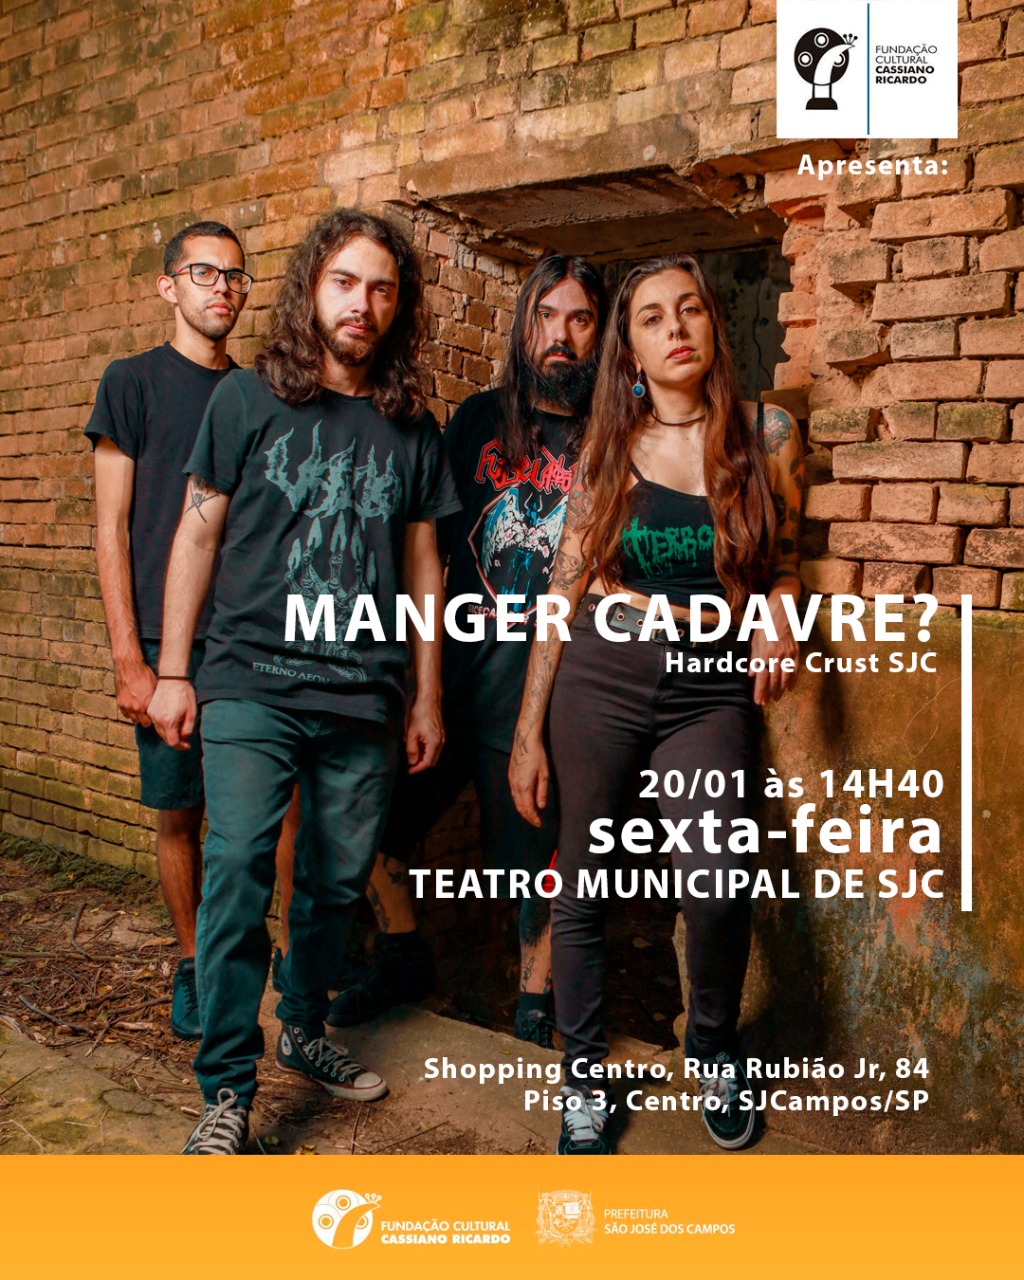 FUNDAÇÃO
CULTURAL
CASSIANO
RICARDO
Apresenta:
MANGER CADAVRE?
Hardcore Crust SJC
ETERNO AEON
20/01 às 14H40
sexta-feira
TEATRO MUNICIPAL DE SJC
Shopping Centro, Rua Rubião Jr, 84
Piso 3, Centro, SJCampos/SP
FUNDAÇÃO CULTURAL
CASSIANO RICARDO
PREFEITURA
SÃO JOSÉ DOS CAMPOS